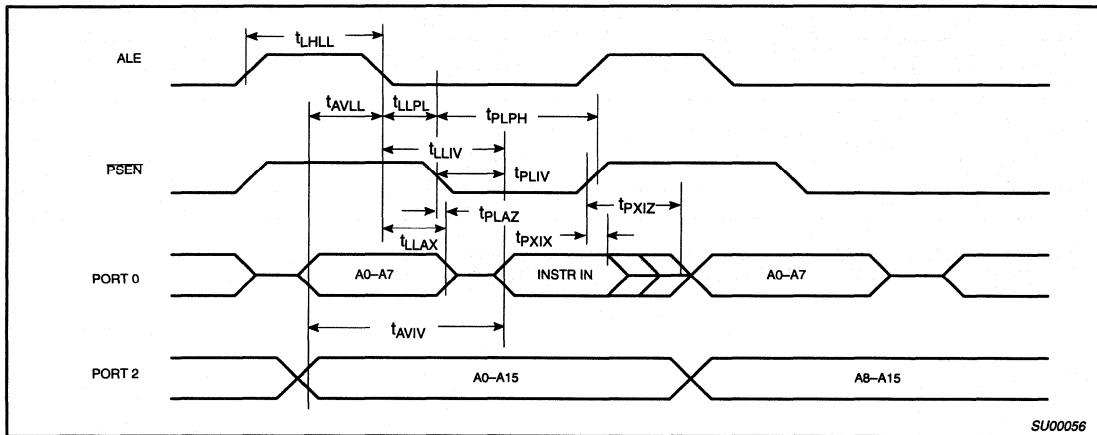 tLHLL
ALE
tAVLL
tLLPL
tPLPH
tLLIV
PSEN
tPLIV
tPXIZ
tPLAZ
tLLAX
tPXIX
PORT 0
A0–A7
INSTR IN
A0–A7
tAVIV
PORT 2
A0–A15
A8–A15
SU00056